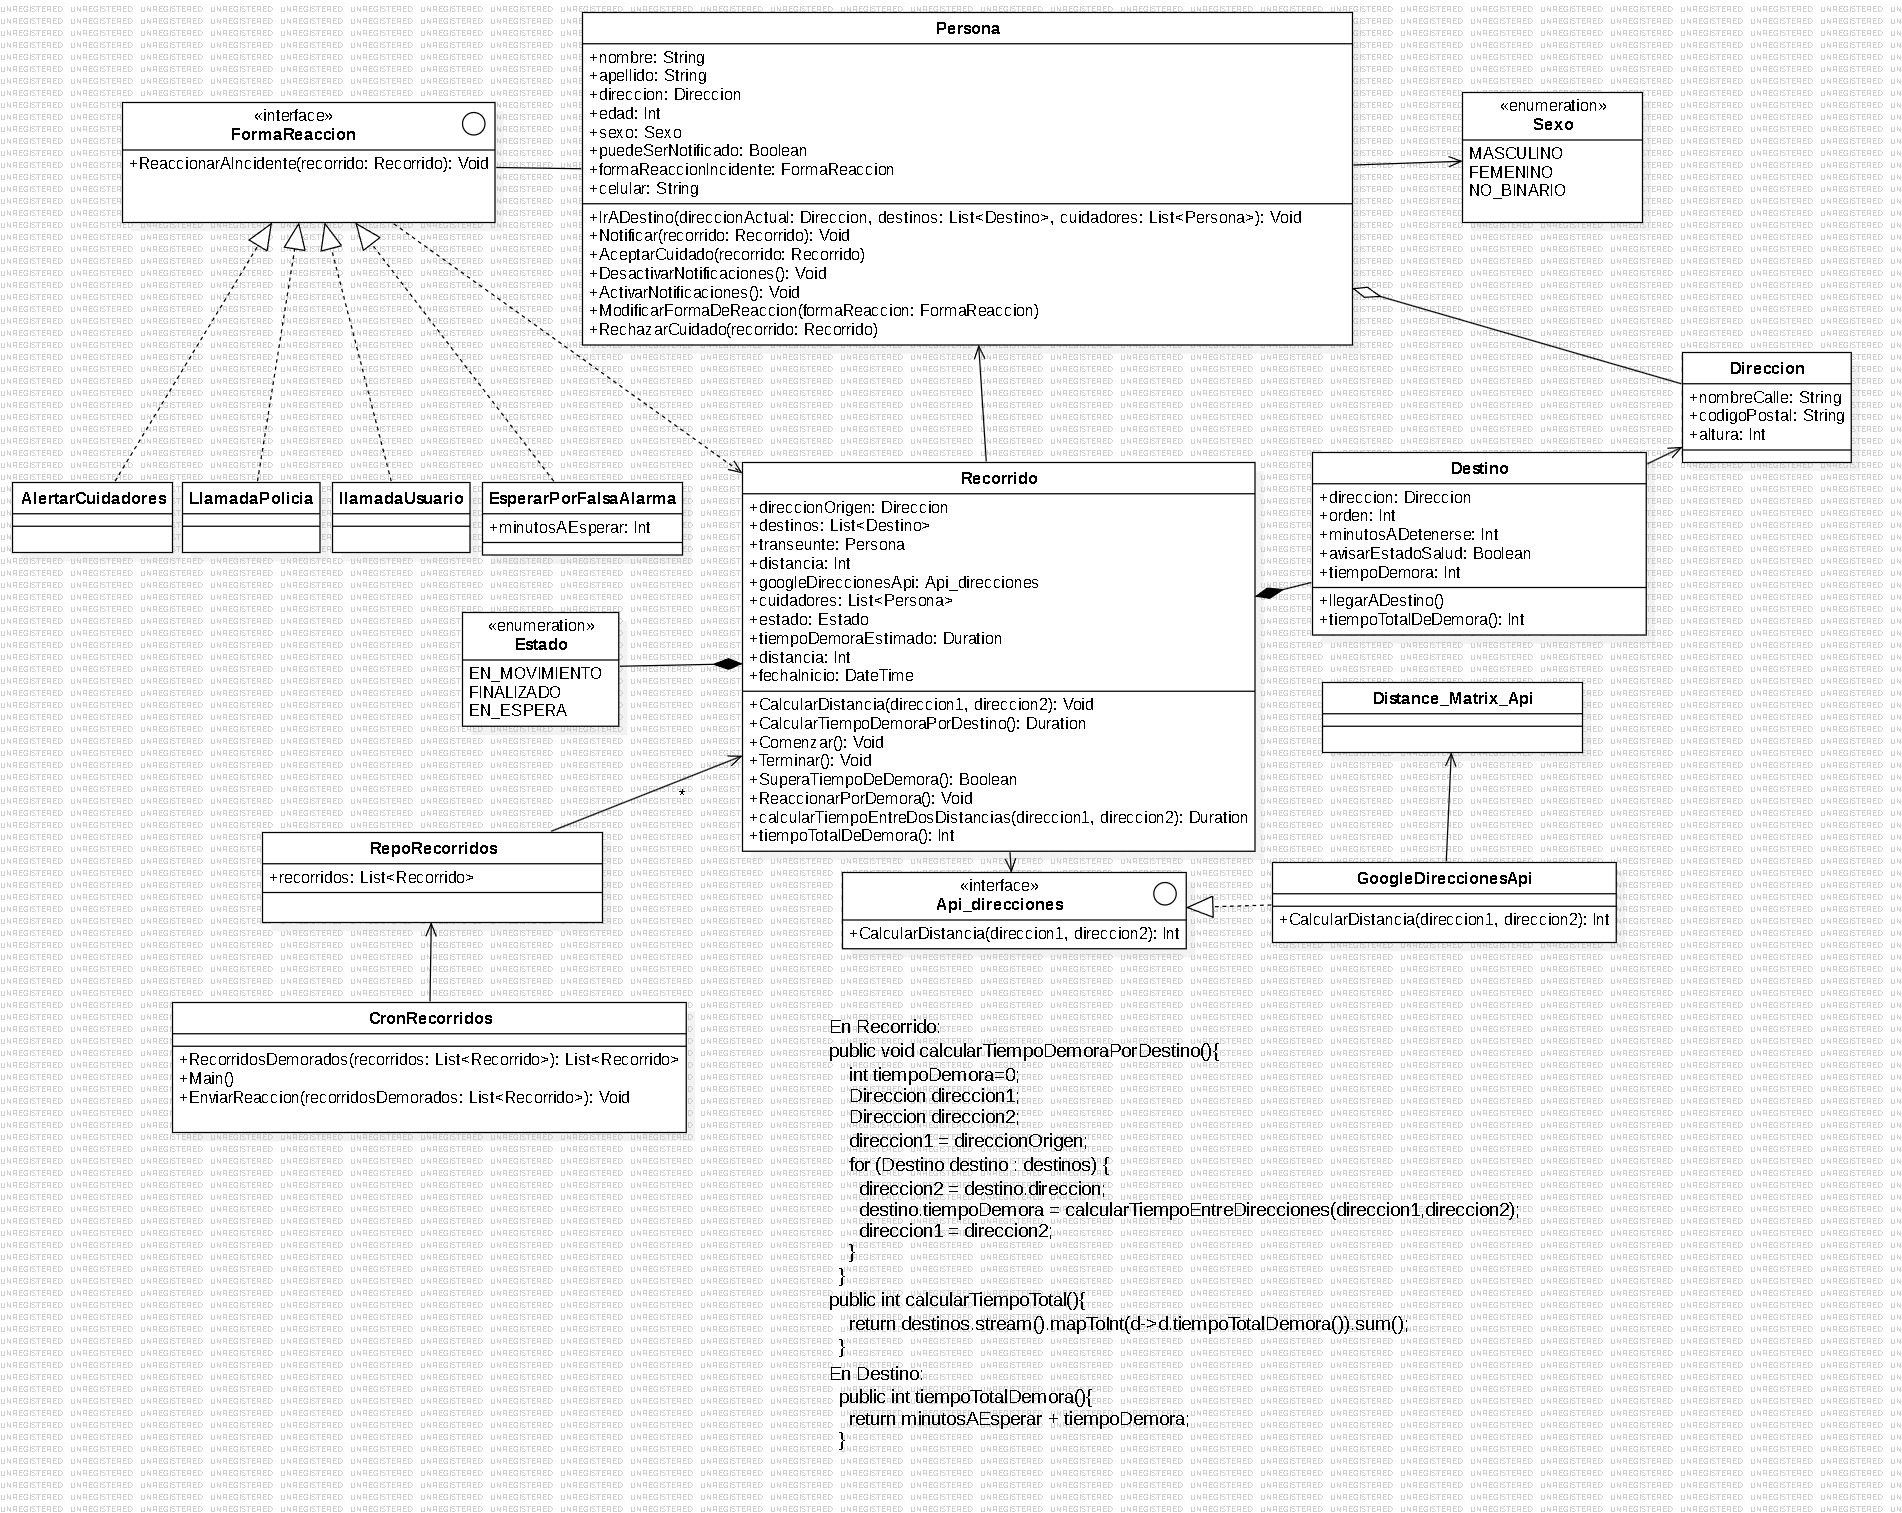 Persona
+nombre: String
+apellido: String
+direccion: Direccion
+edad: Int
+sexo: Sexo
+puedeSerNotificado: Boolean
+formaReaccionIncidente: FormaReaccion
+celular: String
+IrADestino(direccionActual: Direccion, destinos: List<Destino>, cuidadores: List<Persona>): Void
+Notificar(recorrido: Recorrido): Void
+AceptarCuidado(recorrido: Recorrido)
+DesactivarNotificaciones(): Void
+ActivarNotificaciones(): Void
+ModificarFormaDeReaccion(formaReaccion: FormaReaccion)
+RechazarCuidado(recorrido: Recorrido)
«interface»
FormaReaccion
+ReaccionarAIncidente(recorrido: Recorrido): Void
«enumeration»
Sexo
MASCULINO
FEMENINO
NO_BINARIO
Direccion
+nombreCalle: String
+codigoPostal: String
+altura: Int
AlertarCuidadores
LlamadaPolicia
llamadaUsuario
EsperarPorFalsaAlarma
+minutosAEsperar: Int
Recorrido
+direccionOrigen: Direccion
+destinos: List<Destino>
+transeunte: Persona
+distancia: Int
+googleDireccionesApi: Api_direcciones
+cuidadores: List<Persona>
+estado: Estado
+tiempoDemoraEstimado: Duration
+distancia: Int
+fechaInicio: DateTime
+CalcularDistancia(direccion1, direccion2): Void
+CalcularTiempoDemoraPorDestino(): Duration
+Comenzar(): Void
+Terminar(): Void
+SuperaTiempoDeDemora(): Boolean
+ReaccionarPorDemora(): Void
+calcularTiempoEntreDosDistancias(direccion1, direccion2): Duration
+tiempoTotalDeDemora(): Int
Destino
+direccion: Direccion
+orden: Int
+minutosADetenerse: Int
+avisarEstadoSalud: Boolean
+tiempoDemora: Int
+llegarADestino()
+tiempoTotalDeDemora(): Int
«enumeration»
Estado
EN_MOVIMIENTO
FINALIZADO
EN_ESPERA
Distance_Matrix_Api
*
RepoRecorridos
+recorridos: List<Recorrido>
«interface»
Api_direcciones
+CalcularDistancia(direccion1, direccion2): Int
GoogleDireccionesApi
+CalcularDistancia(direccion1, direccion2): Int
CronRecorridos
+RecorridosDemorados(recorridos: List<Recorrido>): List<Recorrido>
+Main()
+EnviarReaccion(recorridosDemorados: List<Recorrido>): Void
En Recorrido:
public void calcularTiempoDemoraPorDestino(){
int tiempoDemora=0;
Direccion direccion1;
Direccion direccion2;
direccion1 = direccionOrigen;
for (Destino destino : destinos) {
direccion2 = destino.direccion;
destino.tiempoDemora = calcularTiempoEntreDirecciones(direccion1,direccion2);
direccion1 = direccion2;
}
}
public int calcularTiempoTotal(){
return destinos.stream().mapToInt(d->d.tiempoTotalDemora()).sum();
}
En Destino:
public int tiempoTotalDemora(){
return minutosAEsperar + tiempoDemora;
}
UNREGISTERED